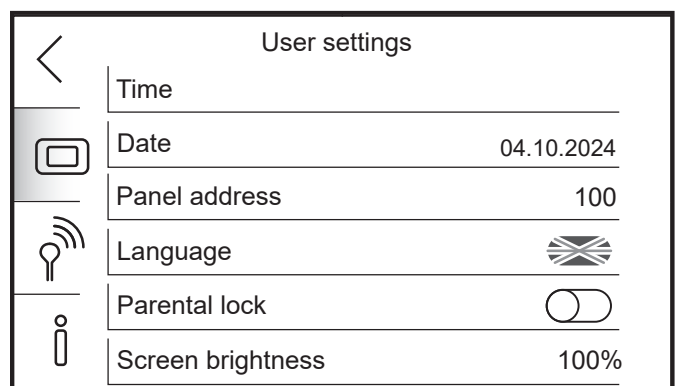 User settings
Time
Date 04.10.2024
Panel address 100
Language
Parental lock
Screen brightness 100%